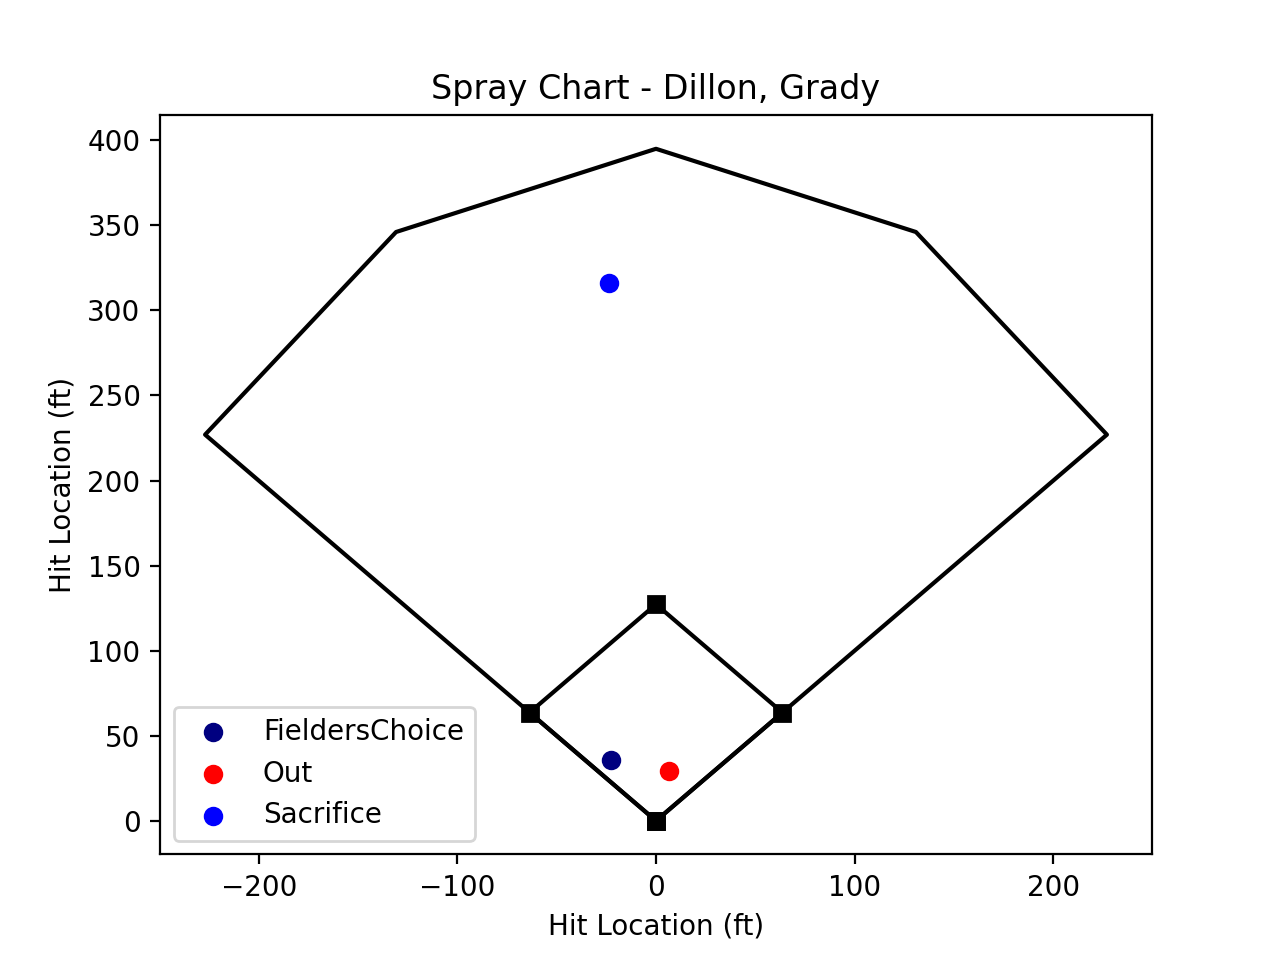 Spray Chart - Dillon, Grady
400
350
300
250
200
150
100
50
0
Hit Location (ft)
FieldersChoice
Out
Sacrifice
−200
−100
0
100
200
Hit Location (ft)